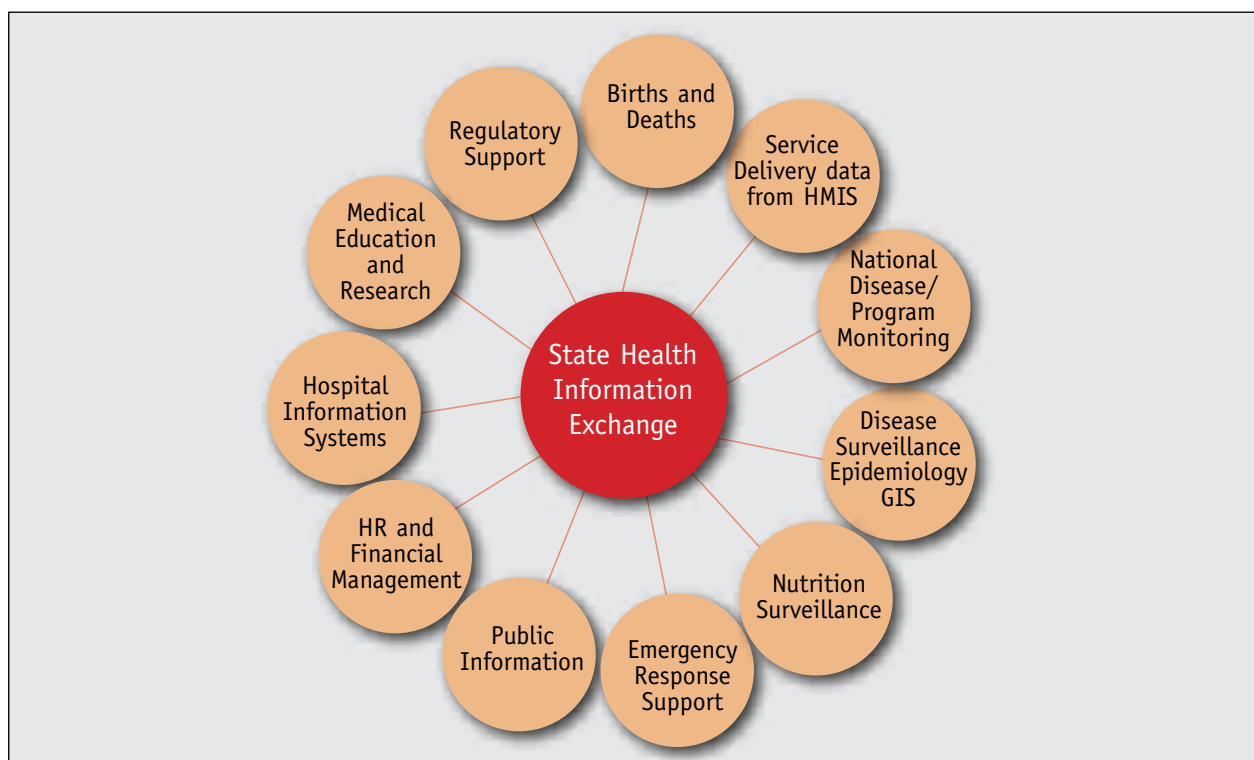 Births and
Deaths
Service
Delivery data
from HMIS
National
Disease/
Program
Monitoring
Disease
Surveillance
Epidemiology
GIS
Nutrition
Surveillance
Emergency
Response
Support
Public
Information
HR and
Financial
Management
Hospital
Information
Systems
Medical
Education
and
Research
Regulatory
Support
State Health
Information
Exchange